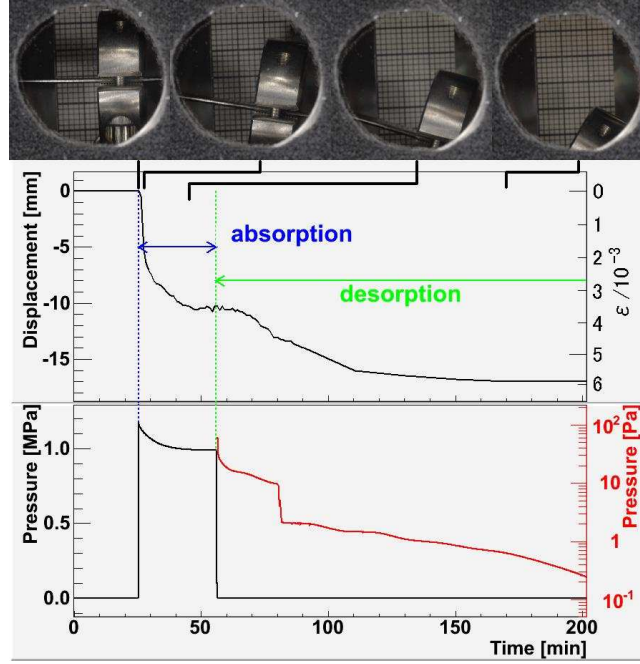 0
-5
-10
-15
Displacement [mm]
absorption
desorption
0
1
2
3
4
5
6
ε /10⁻³
1.0
0.5
0.0
Pressure [MPa]
10²
10
1
10⁻¹
Pressure [Pa]
0 50 100 150 200
Time [min]